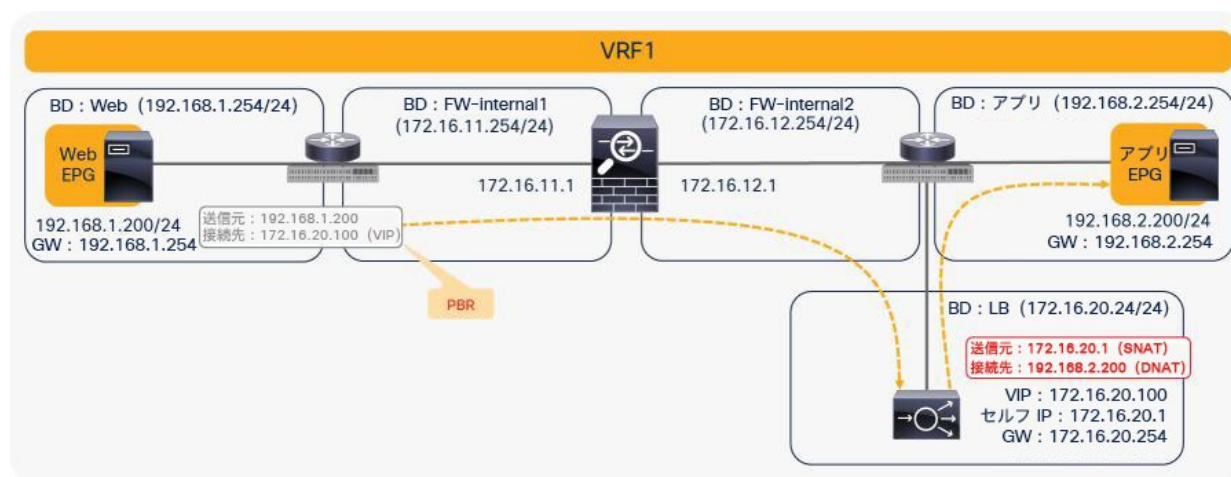 VRF1
BD：Web（192.168.1.254/24）
Web
EPG
192.168.1.200/24
GW：192.168.1.254
BD：FW-internal1
（172.16.11.254/24）
172.16.11.1
送信元：192.168.1.200
接続先：172.16.20.100（VIP）
PBR
BD：FW-internal2
（172.16.12.254/24）
172.16.12.1
BD：アプリ（192.168.2.254/24）
アプリ
EPG
192.168.2.200/24
GW：192.168.2.254
BD：LB（172.16.20.24/24）
送信元：172.16.20.1（SNAT）
接続先：192.168.2.200（DNAT）
VIP：172.16.20.100
セルフ IP：172.16.20.1
GW：172.16.20.254